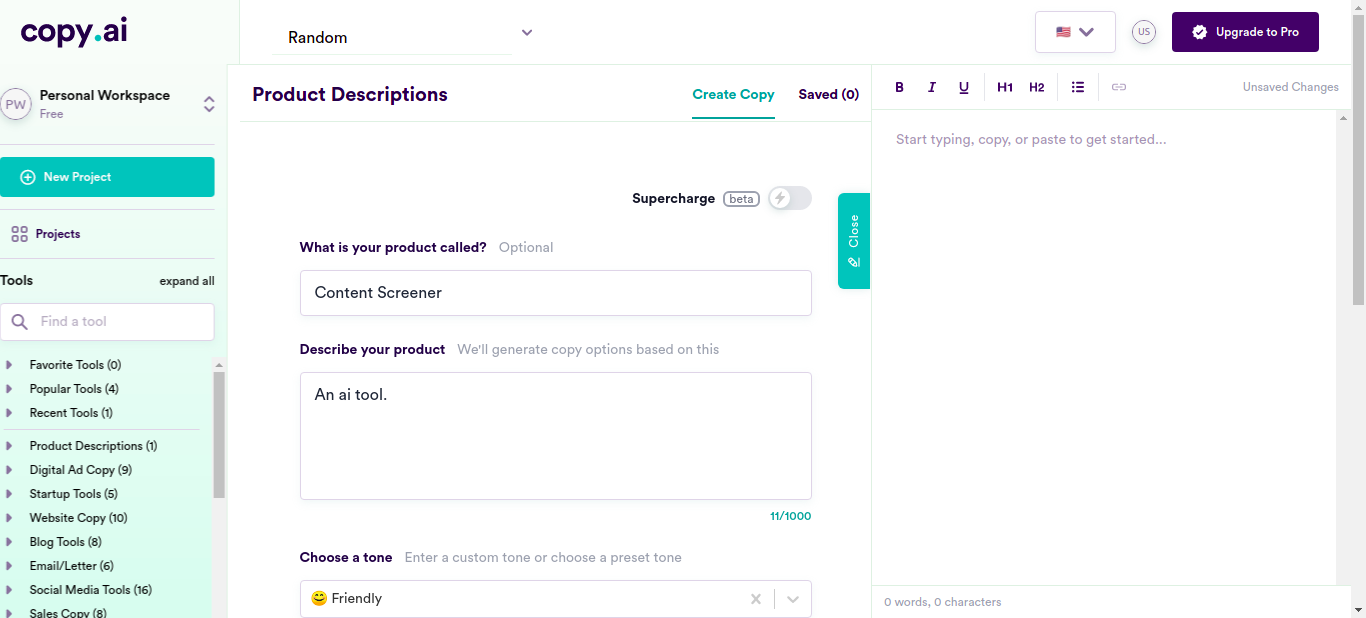 copy.ai
Random
US
Upgrade to Pro
PW
Personal Workspace
Free
New Project
Projects
Tools
expand all
Find a tool
Favorite Tools (0)
Popular Tools (4)
Recent Tools (1)
Product Descriptions (1)
Digital Ad Copy (9)
Startup Tools (5)
Website Copy (10)
Blog Tools (8)
Email/Letter (6)
Social Media Tools (16)
Sales Copy (8)
Product Descriptions
Create Copy
Saved (0)
Supercharge beta
What is your product called? Optional
Content Screener
Describe your product We'll generate copy options based on this
An ai tool.
11/1000
Choose a tone Enter a custom tone or choose a preset tone
😊 Friendly
Close
B I U H1 H2
Unsaved Changes
Start typing, copy, or paste to get started...
0 words, 0 characters